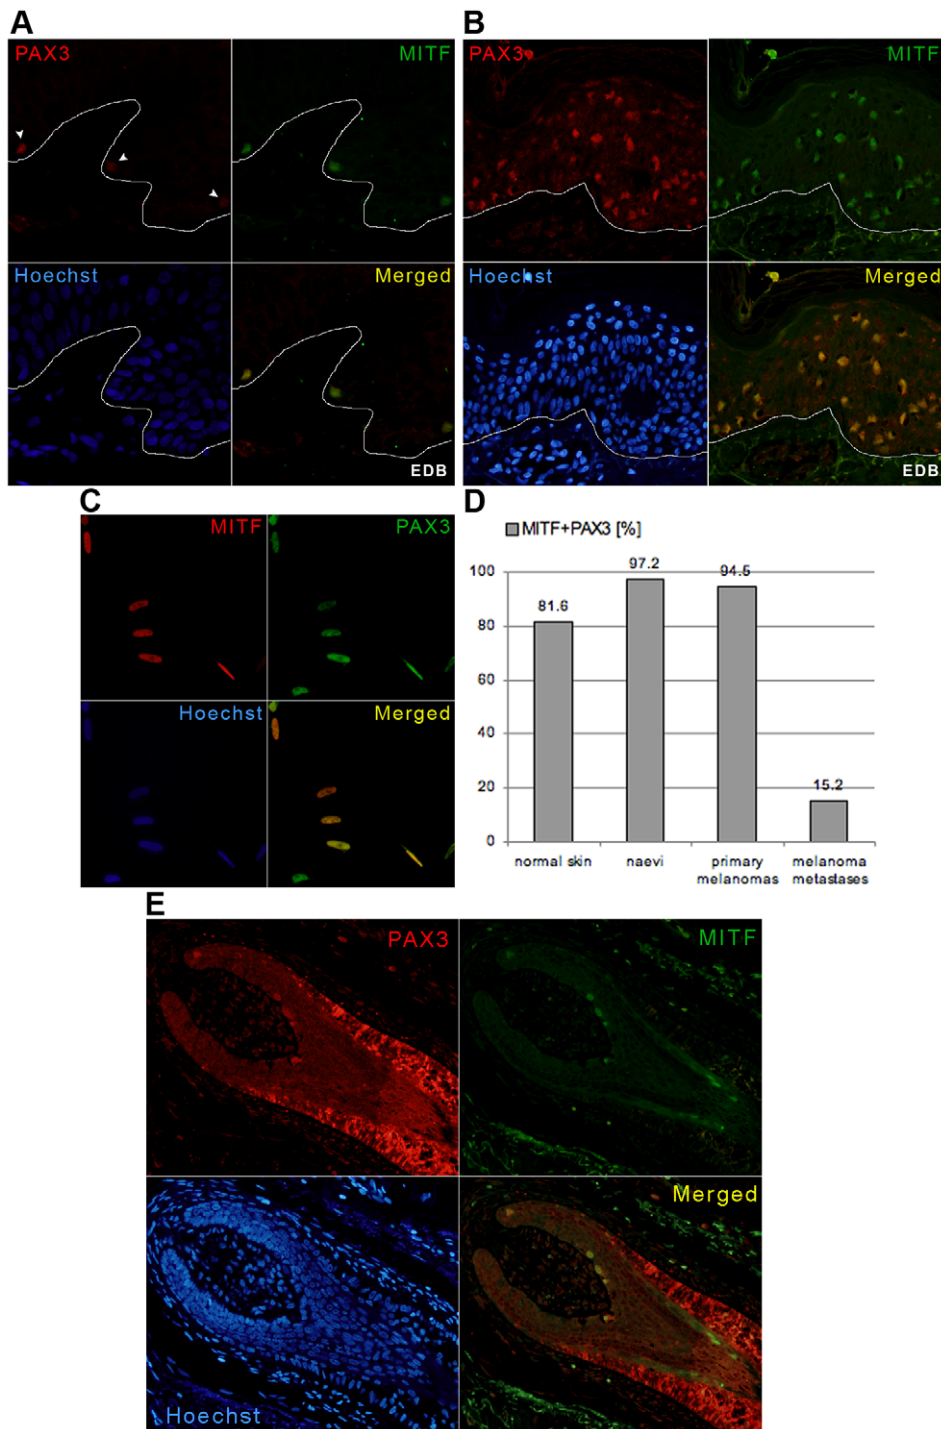 A
PAX3
MITF
Hoechst
Merged
EDB
B
PAX3
MITF
Hoechst
Merged
EDB
C
MITF
PAX3
Hoechst
Merged
D
MITF+PAX3 [%]
100
80
60
40
20
0
81.6
97.2
94.5
15.2
normal skin
naevi
primary
melanomas
melanoma
metastases
E
PAX3
MITF
Hoechst
Merged